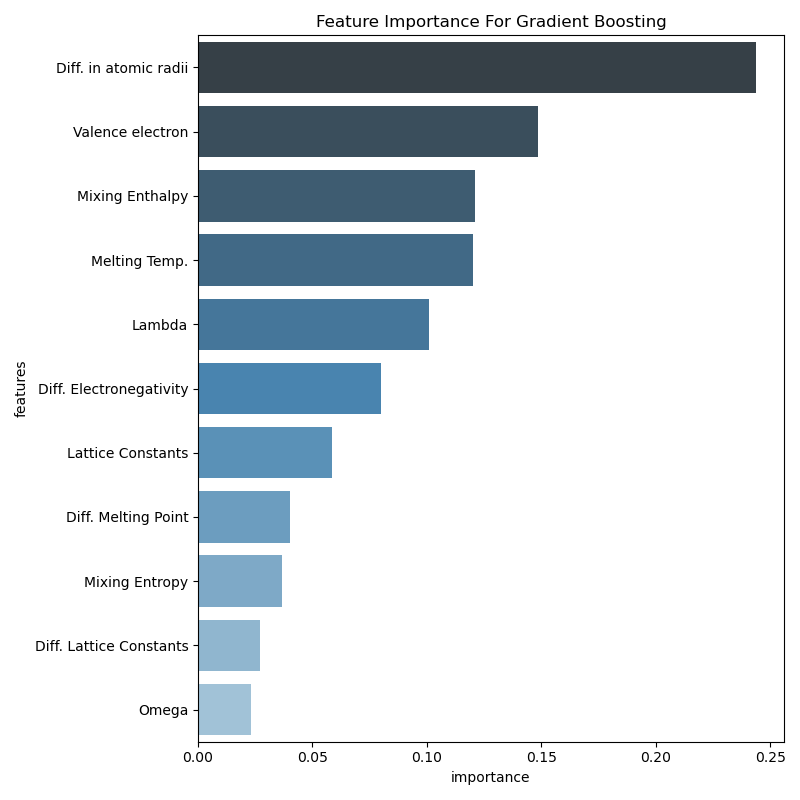 Feature Importance For Gradient Boosting
features
Diff. in atomic radii
Valence electron
Mixing Enthalpy
Melting Temp.
Lambda
Diff. Electronegativity
Lattice Constants
Diff. Melting Point
Mixing Entropy
Diff. Lattice Constants
Omega
0.00 0.05 0.10 0.15 0.20 0.25
importance